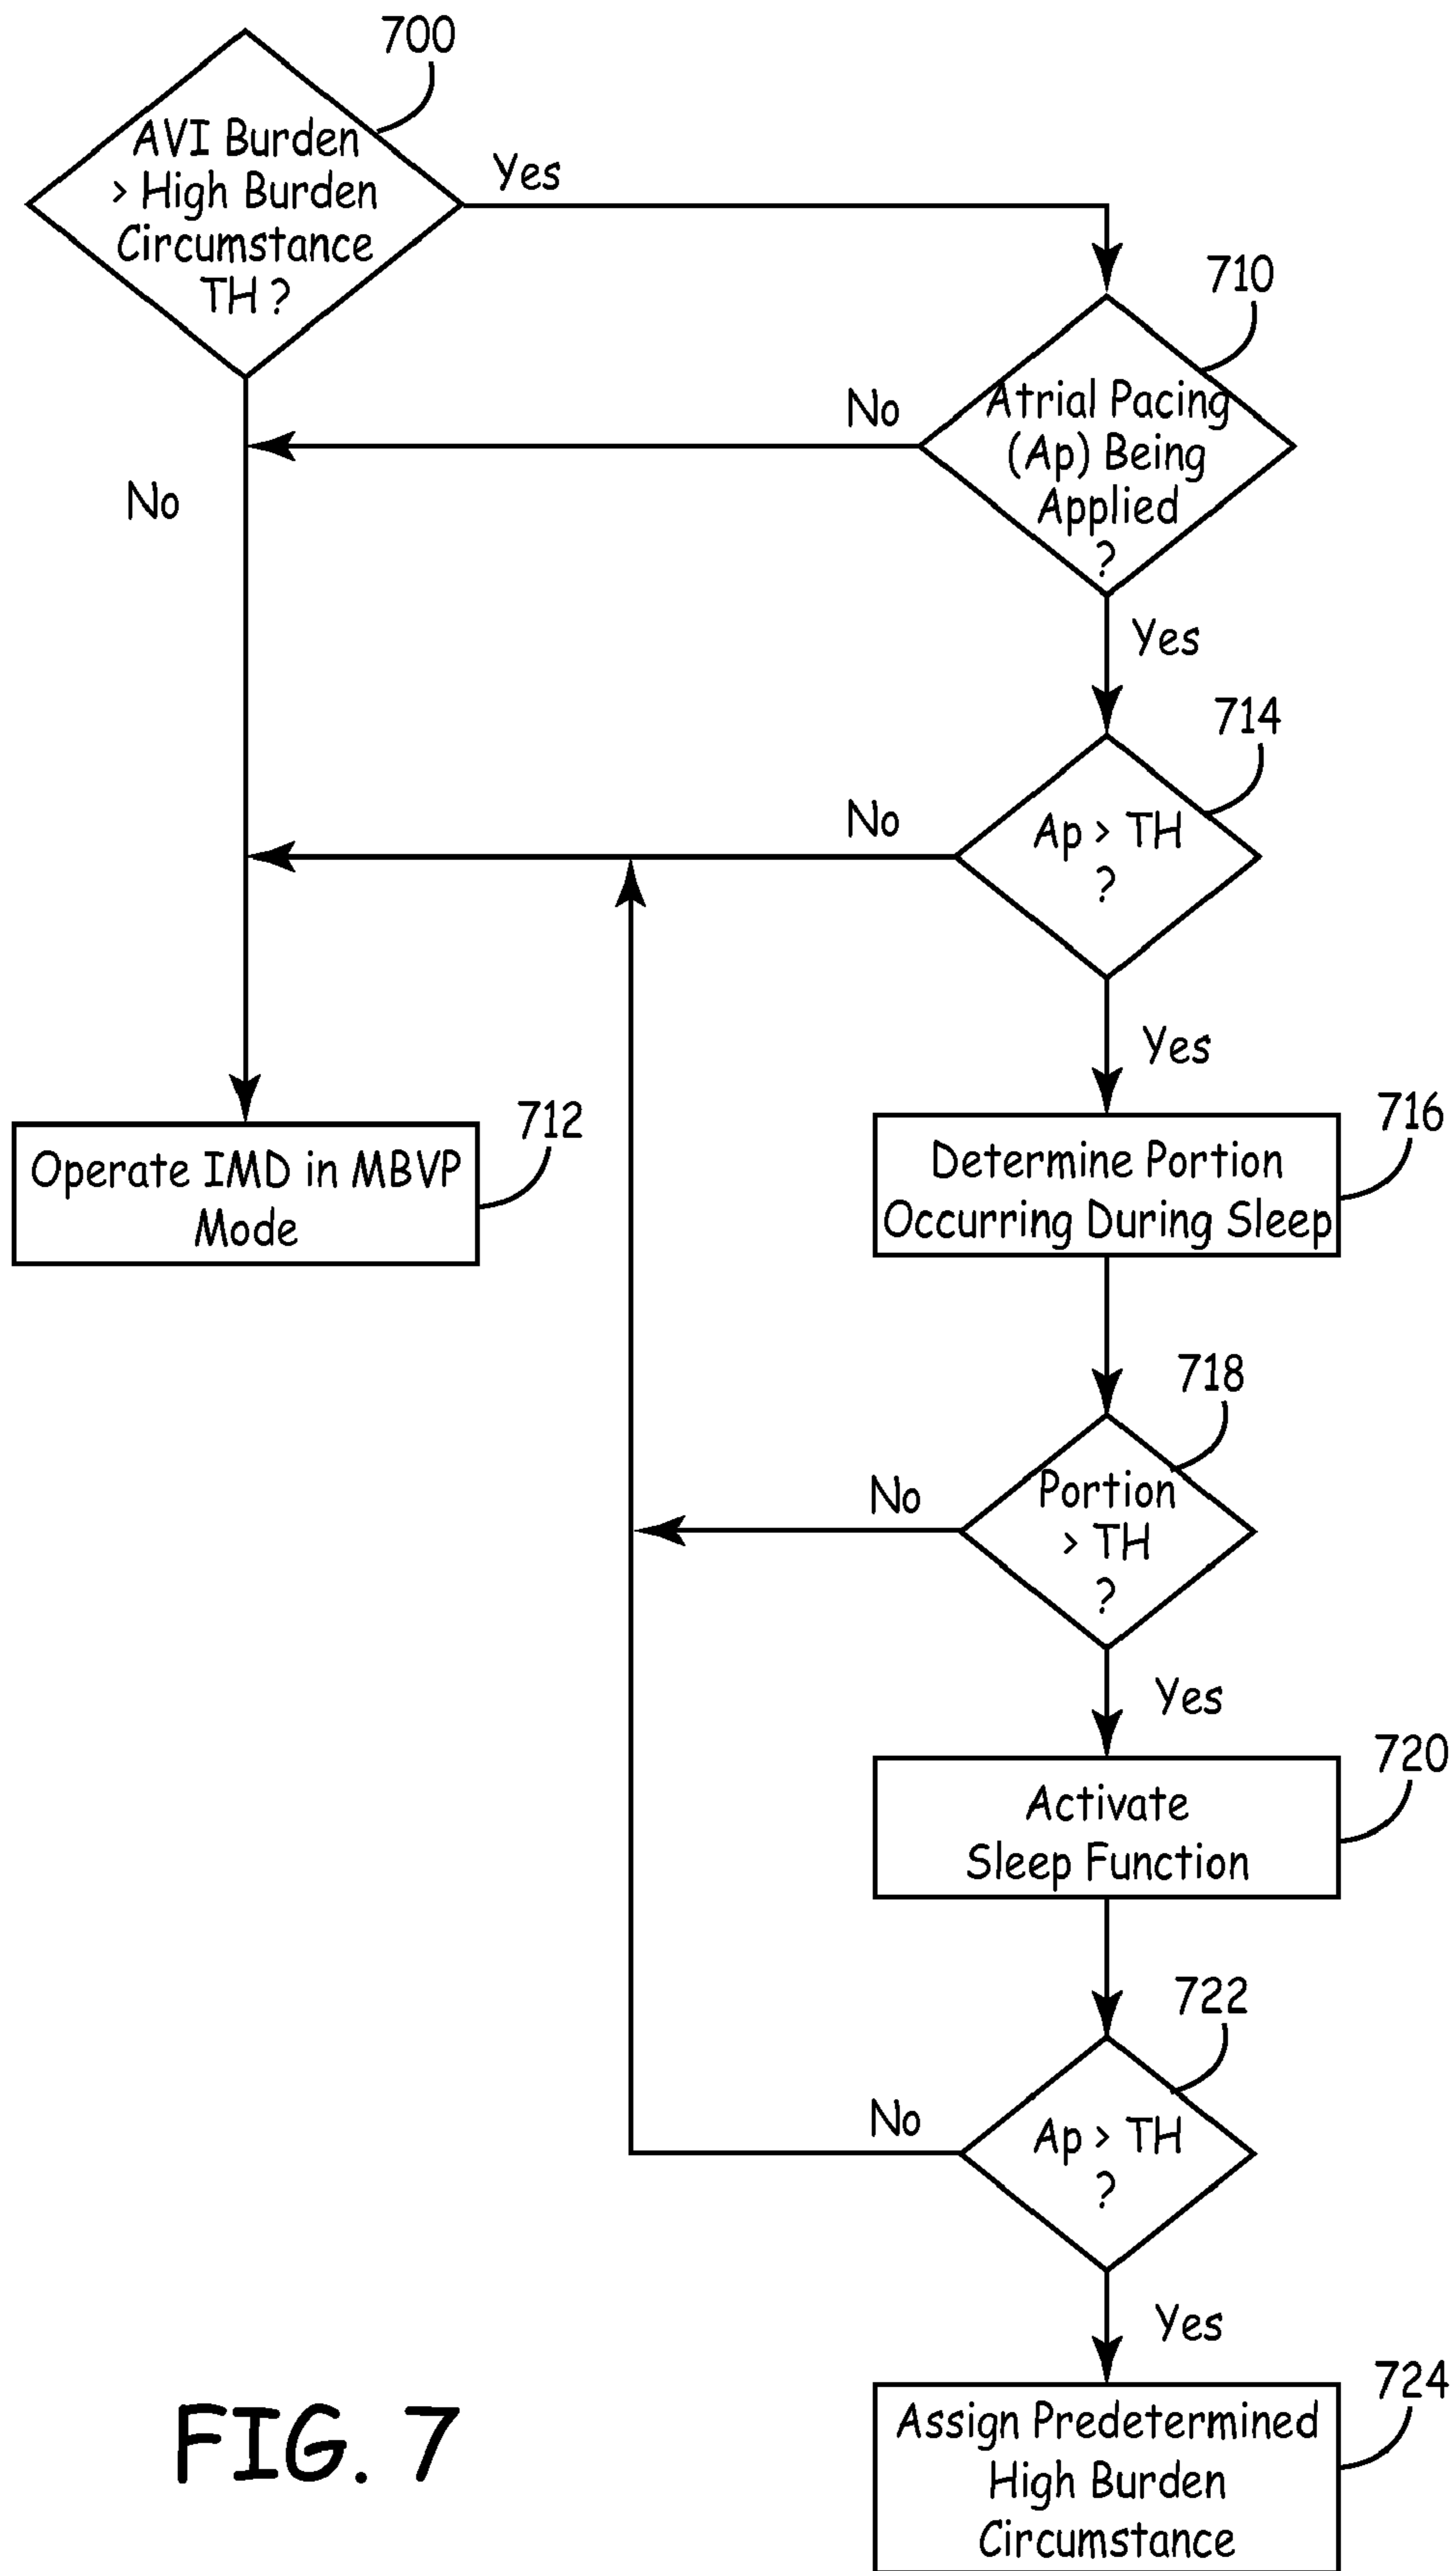 700
AVI Burden
> High Burden
Circumstance
TH ?
Yes
710
Atrial Pacing
(Ap) Being
Applied
?
No
No
Yes
714
Ap > TH
?
No
Yes
712
Operate IMD in MBVP
Mode
716
Determine Portion
Occurring During Sleep
718
Portion
> TH
?
No
Yes
720
Activate
Sleep Function
722
Ap > TH
?
No
Yes
724
Assign Predetermined
High Burden
Circumstance
FIG. 7